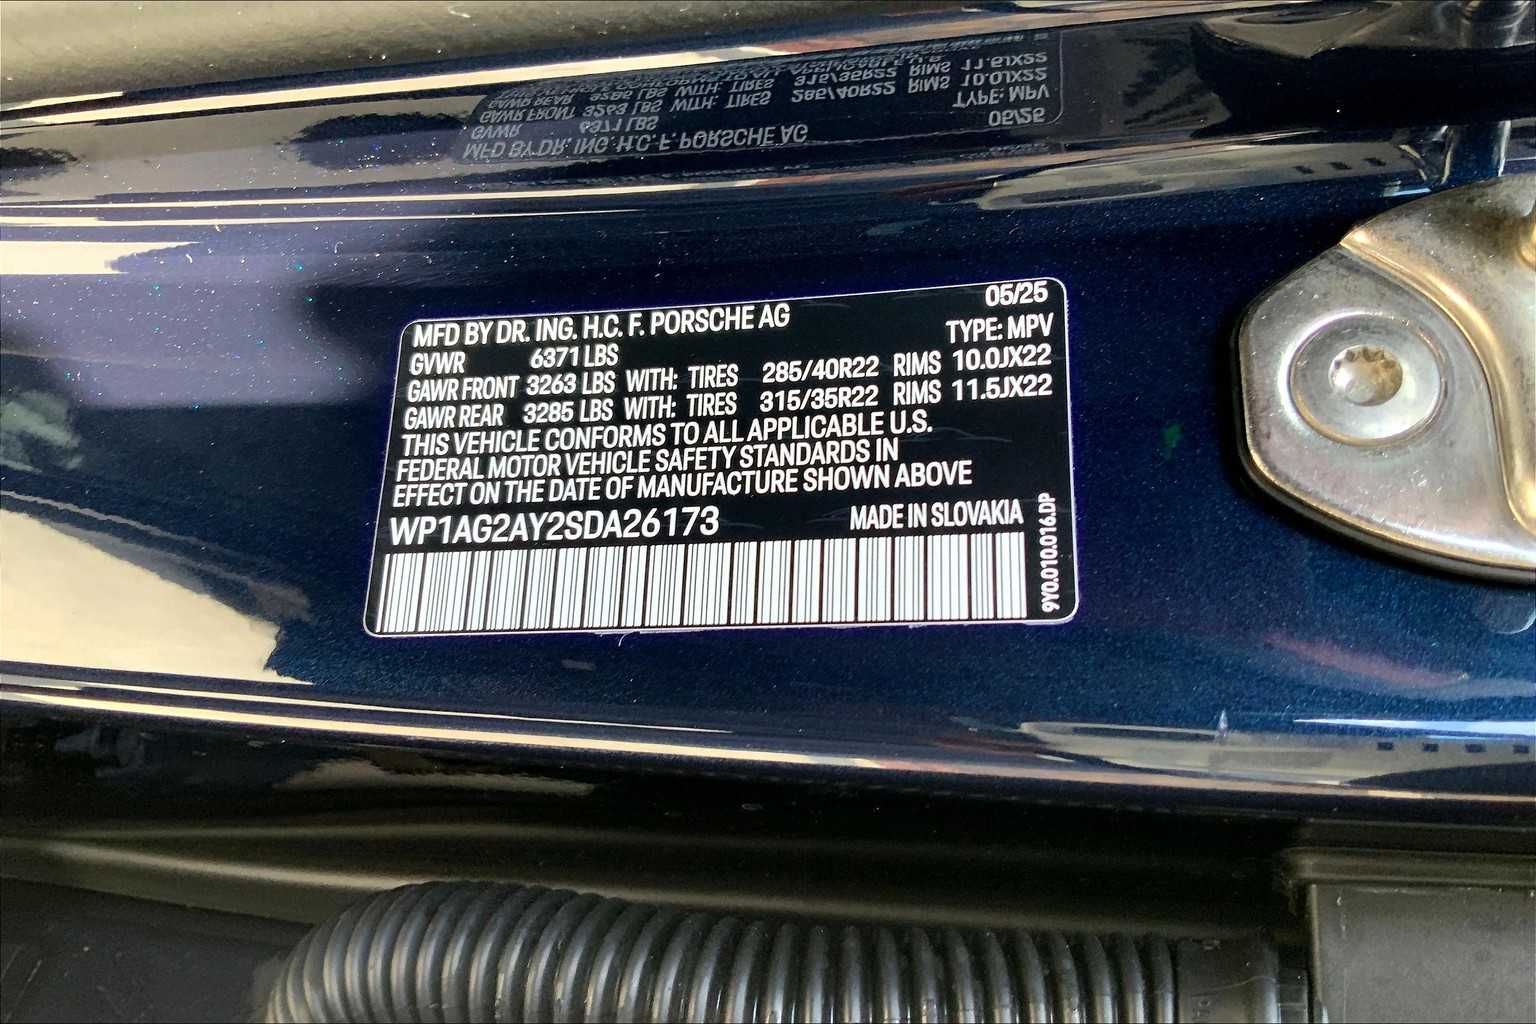 05/25
MFD BY DR. ING. H.C. F. PORSCHE AG
TYPE: MPV
GVWR 6371 LBS
GAWR FRONT 3263 LBS WITH: TIRES 285/40R22 RIMS 10.0JX22
GAWR REAR 3285 LBS WITH: TIRES 315/35R22 RIMS 11.5JX22
THIS VEHICLE CONFORMS TO ALL APPLICABLE U.S.
FEDERAL MOTOR VEHICLE SAFETY STANDARDS IN
EFFECT ON THE DATE OF MANUFACTURE SHOWN ABOVE
WP1AG2AY2SDA26173 MADE IN SLOVAKIA
9Y0.010.016.DP